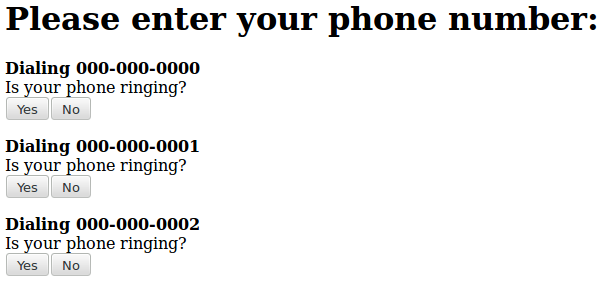 Please enter your phone number:
Dialing 000-000-0000
Is your phone ringing?
Yes No
Dialing 000-000-0001
Is your phone ringing?
Yes No
Dialing 000-000-0002
Is your phone ringing?
Yes No